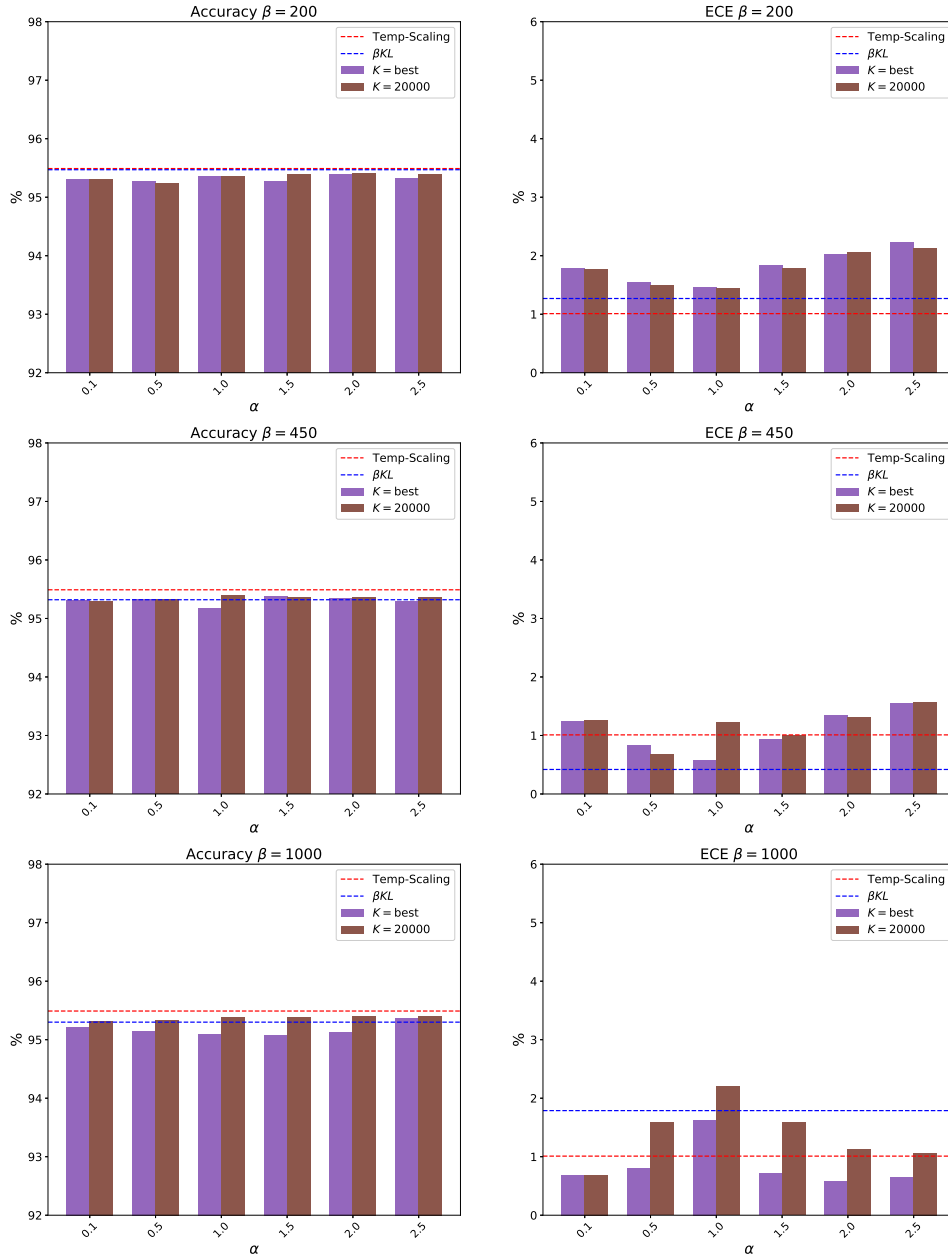 Accuracy β = 200
98
97
96
95
94
93
92
%
Temp-Scaling
βKL
K = best
K = 20000
0.1
0.5
1.0
1.5
2.0
2.5
α
ECE β = 200
6
5
4
3
2
1
0
%
Temp-Scaling
βKL
K = best
K = 20000
0.1
0.5
1.0
1.5
2.0
2.5
α
Accuracy β = 450
98
97
96
95
94
93
92
%
Temp-Scaling
βKL
K = best
K = 20000
0.1
0.5
1.0
1.5
2.0
2.5
α
ECE β = 450
6
5
4
3
2
1
0
%
Temp-Scaling
βKL
K = best
K = 20000
0.1
0.5
1.0
1.5
2.0
2.5
α
Accuracy β = 1000
98
97
96
95
94
93
92
%
Temp-Scaling
βKL
K = best
K = 20000
0.1
0.5
1.0
1.5
2.0
2.5
α
ECE β = 1000
6
5
4
3
2
1
0
%
Temp-Scaling
βKL
K = best
K = 20000
0.1
0.5
1.0
1.5
2.0
2.5
α